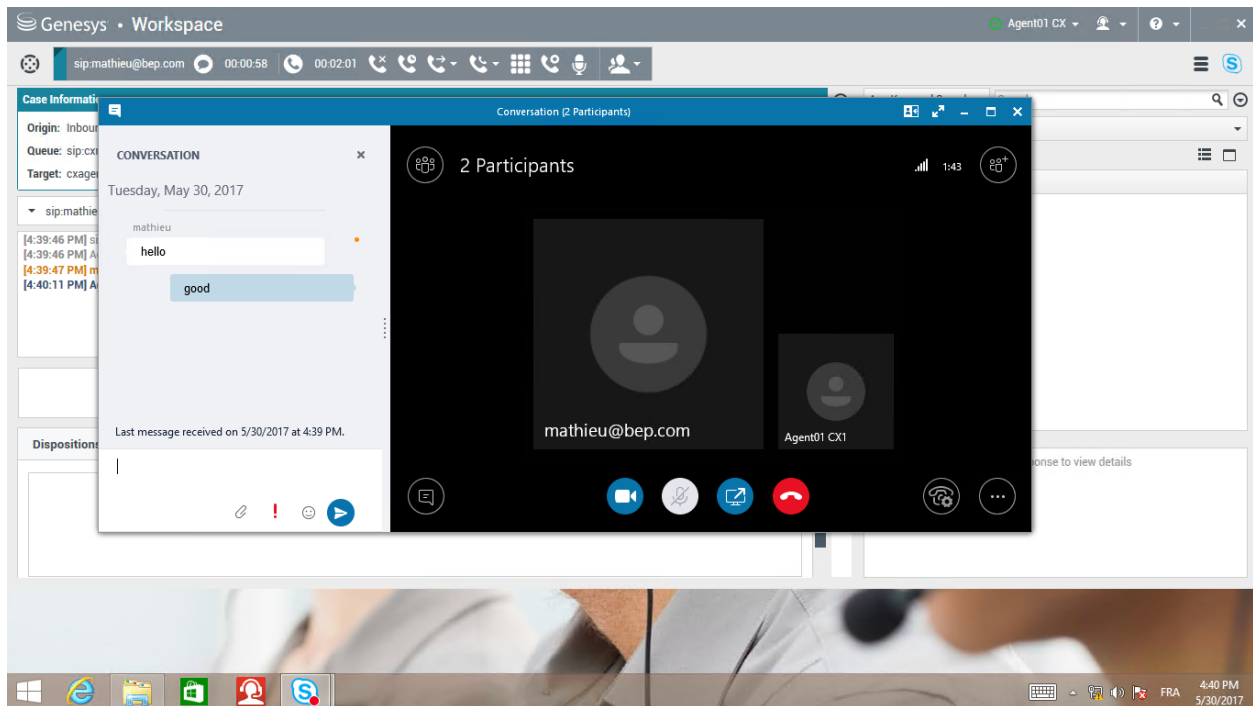 Genesys · Workspace
Agent01 CX
sip:mathieu@bep.com 00:00:58 00:02:01
Case Informatio
Origin: Inbour
Queue: sip:cx
Target: cxage
sip:mathie
[4:39:46 PM] si
[4:39:46 PM] A
[4:39:47 PM] m
[4:40:11 PM] A
Dispositions
Conversation (2 Participants)
CONVERSATION
Tuesday, May 30, 2017
mathieu
hello
good
Last message received on 5/30/2017 at 4:39 PM.
2 Participants
1:43
mathieu@bep.com
Agent01 CX1
onse to view details
FRA
4:40 PM
5/30/2017